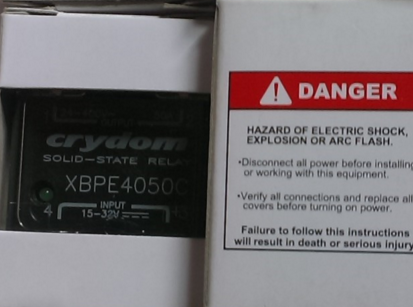 crydom
SOLID-STATE RELAY
XBPE4050C
4
INPUT
15-32V
DANGER
HAZARD OF ELECTRIC SHOCK,
EXPLOSION OR ARC FLASH.
•Disconnect all power before installing
or working with this equipment.
•Verify all connections and replace all
covers before turning on power.
Failure to follow this instructions
will result in death or serious injury